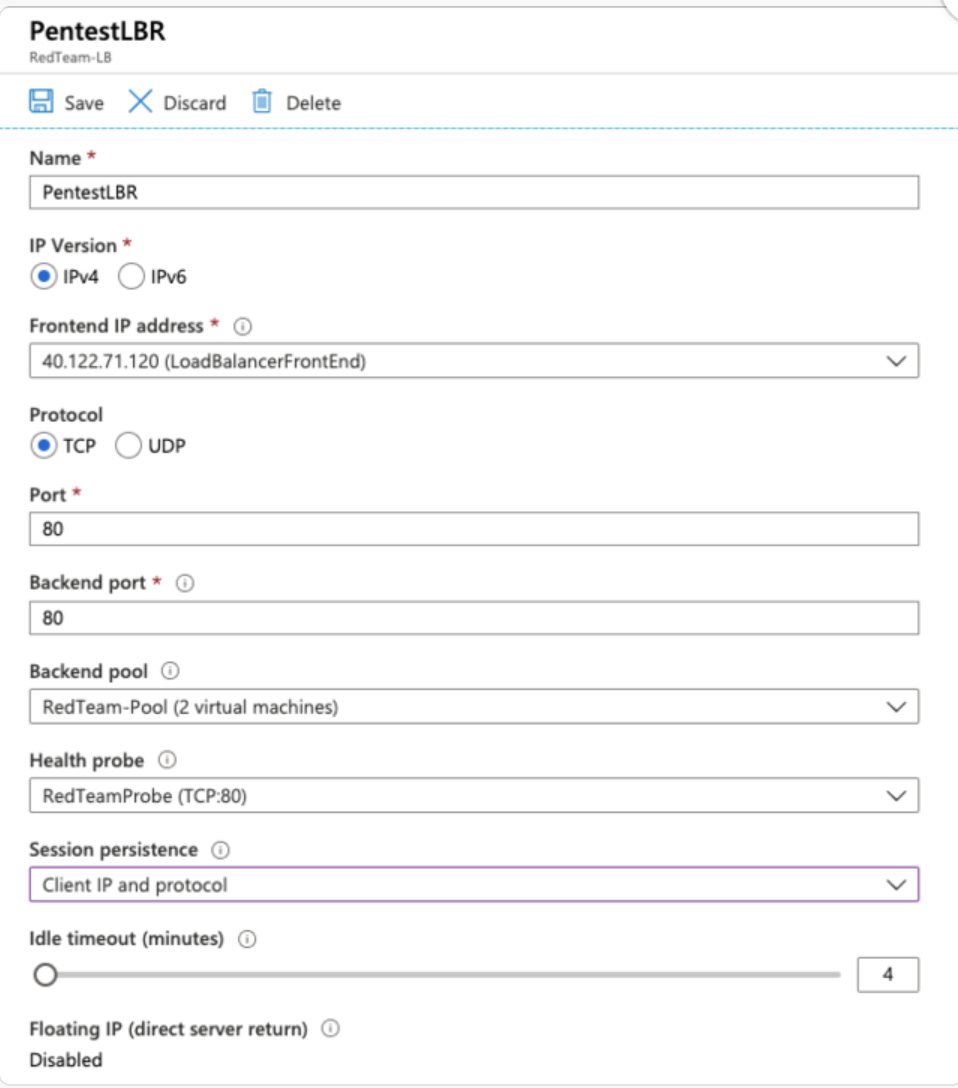 PentestLBR
RedTeam-LB
Save Discard Delete
Name *
PentestLBR
IP Version *
IPv4 IPv6
Frontend IP address *
40.122.71.120 (LoadBalancerFrontEnd)
Protocol
TCP UDP
Port *
80
Backend port *
80
Backend pool
RedTeam-Pool (2 virtual machines)
Health probe
RedTeamProbe (TCP:80)
Session persistence
Client IP and protocol
Idle timeout (minutes)
4
Floating IP (direct server return)
Disabled